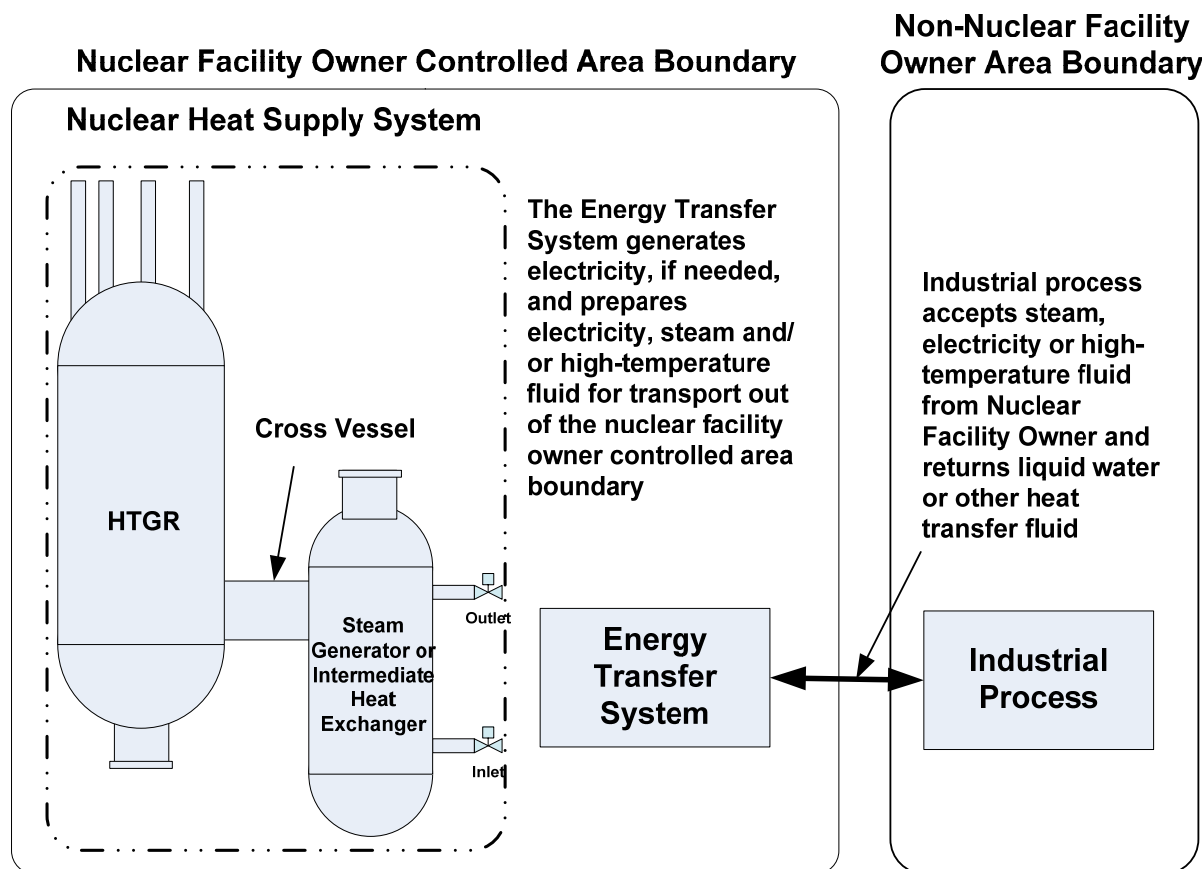 Nuclear Facility Owner Controlled Area Boundary
Non-Nuclear Facility
Owner Area Boundary
Nuclear Heat Supply System
The Energy Transfer
System generates
electricity, if needed,
and prepares
electricity, steam and/
or high-temperature
fluid for transport out
of the nuclear facility
owner controlled area
boundary
Industrial process
accepts steam,
electricity or high-
temperature fluid
from Nuclear
Facility Owner and
returns liquid water
or other heat
transfer fluid
Cross Vessel
HTGR
Steam
Generator or
Intermediate
Heat
Exchanger
Outlet
Inlet
Energy
Transfer
System
Industrial
Process